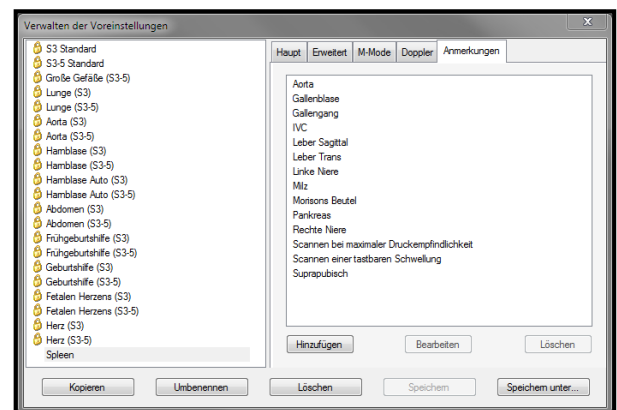 Verwalten der Voreinstellungen
S3 Standard
S3-5 Standard
Große Gefäße (S3-5)
Lunge (S3)
Lunge (S3-5)
Aorta (S3)
Aorta (S3-5)
Harnblase (S3)
Harnblase (S3-5)
Harnblase Auto (S3)
Harnblase Auto (S3-5)
Abdomen (S3)
Abdomen (S3-5)
Frühgeburtshilfe (S3)
Frühgeburtshilfe (S3-5)
Geburtshilfe (S3)
Geburtshilfe (S3-5)
Fetalen Herzens (S3)
Fetalen Herzens (S3-5)
Herz (S3)
Herz (S3-5)
Spleen
Haupt Erweitert M-Mode Doppler Anmerkungen
Aorta
Gallenblase
Gallengang
IVC
Leber Sagittal
Leber Trans
Linke Niere
Milz
Morisons Beutel
Pankreas
Rechte Niere
Scannen bei maximaler Druckempfindlichkeit
Scannen einer tastbaren Schwellung
Suprapubisch
Hinzufügen Bearbeiten Löschen
Kopieren Umbenennen Löschen Speichern Speichern unter...